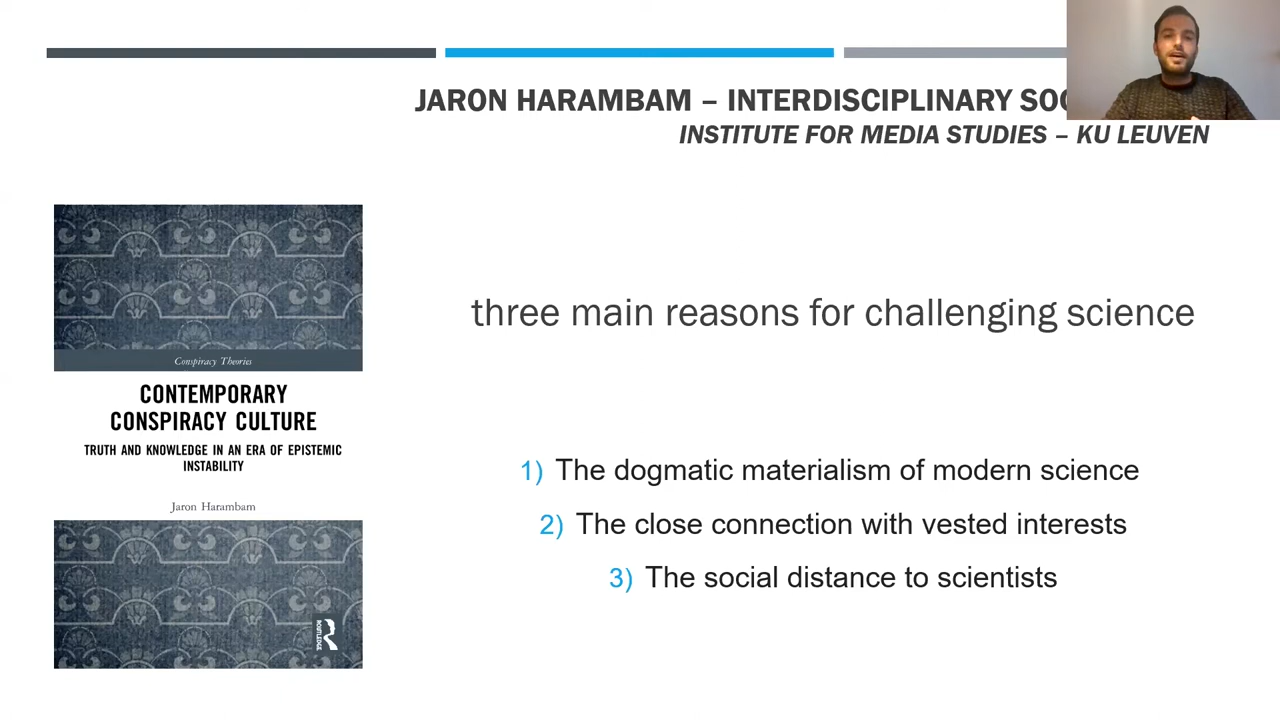 JARON HARAMBAM – INTERDISCIPLINARY
INSTITUTE FOR MEDIA STUDIES – KU LEUVEN
three main reasons for challenging science
Conspiracy Theories
CONTEMPORARY
CONSPIRACY CULTURE
TRUTH AND KNOWLEDGE IN AN ERA OF EPISTEMIC
INSTABILITY
Jaron Harambam
ROUTLEDGE
1) The dogmatic materialism of modern science
2) The close connection with vested interests
3) The social distance to scientists